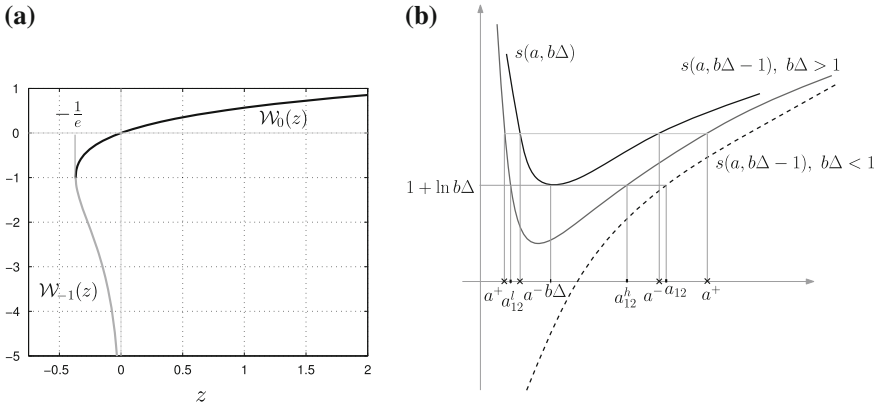 (a)
1
0
−1
−2
−3
−4
−5
−0.5
0
0.5
1
1.5
2
z
−1/e
𝒲₀(z)
𝒲₋₁(z)
(b)
s(a, bΔ)
s(a, bΔ−1), bΔ>1
s(a, bΔ−1), bΔ<1
1 + ln bΔ
a⁺ a₁₂ˡ a⁻ bΔ a₁₂ʰ a⁻ a₁₂ a⁺